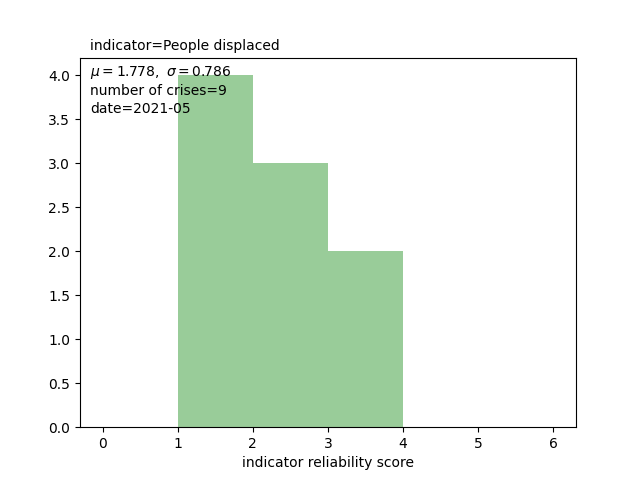 indicator=People displaced
μ = 1.778, σ = 0.786
number of crises=9
date=2021-05
4.0
3.5
3.0
2.5
2.0
1.5
1.0
0.5
0.0
0 1 2 3 4 5 6
indicator reliability score